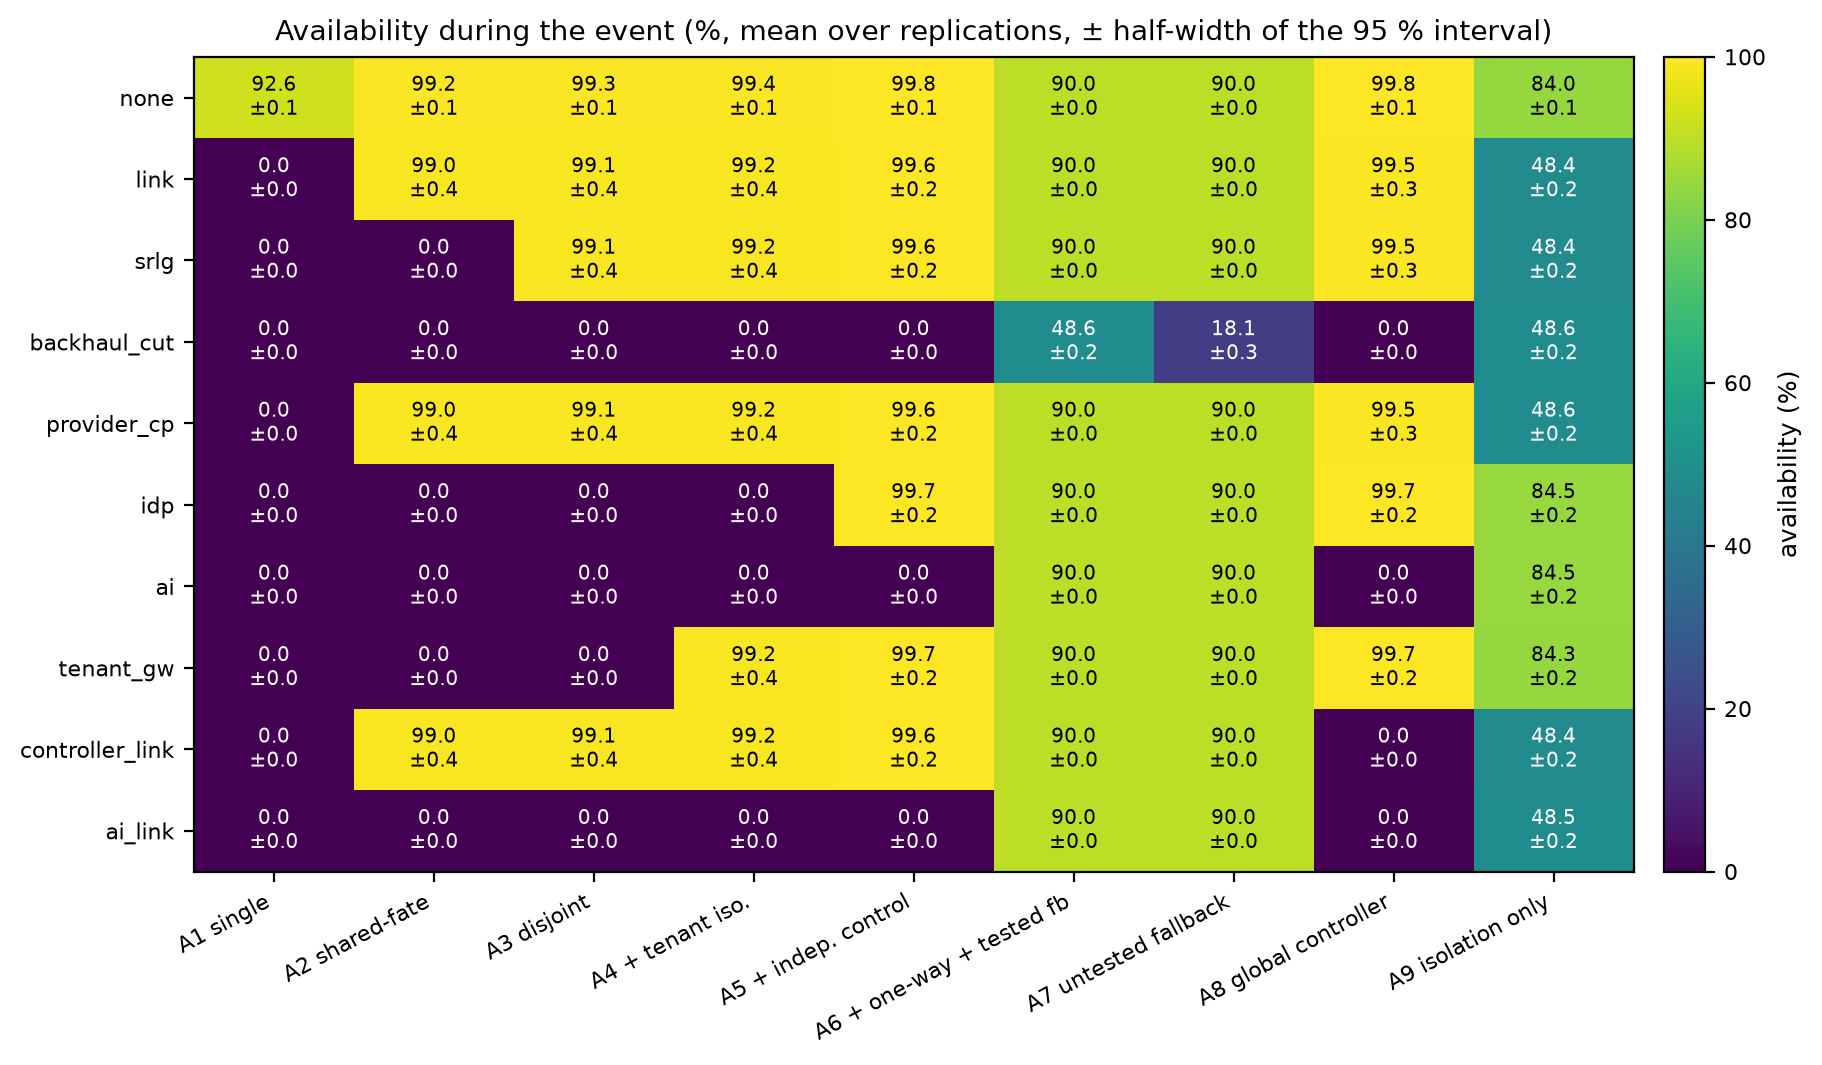 Availability during the event (%, mean over replications, ± half-width of the 95 % interval)
none
92.6 99.2 99.3 99.4 99.8 90.0 90.0 99.8 84.0
±0.1 ±0.1 ±0.1 ±0.1 ±0.1 ±0.0 ±0.0 ±0.1 ±0.1
link
0.0 99.0 99.1 99.2 99.6 90.0 90.0 99.5 48.4
±0.0 ±0.4 ±0.4 ±0.4 ±0.2 ±0.0 ±0.0 ±0.3 ±0.2
srlg
0.0 0.0 99.1 99.2 99.6 90.0 90.0 99.5 48.4
±0.0 ±0.0 ±0.4 ±0.4 ±0.2 ±0.0 ±0.0 ±0.3 ±0.2
backhaul_cut
0.0 0.0 0.0 0.0 0.0 48.6 18.1 0.0 48.6
±0.0 ±0.0 ±0.0 ±0.0 ±0.0 ±0.2 ±0.3 ±0.0 ±0.2
provider_cp
0.0 99.0 99.1 99.2 99.6 90.0 90.0 99.5 48.6
±0.0 ±0.4 ±0.4 ±0.4 ±0.2 ±0.0 ±0.0 ±0.3 ±0.2
idp
0.0 0.0 0.0 0.0 99.7 90.0 90.0 99.7 84.5
±0.0 ±0.0 ±0.0 ±0.0 ±0.2 ±0.0 ±0.0 ±0.2 ±0.2
ai
0.0 0.0 0.0 0.0 0.0 90.0 90.0 0.0 84.5
±0.0 ±0.0 ±0.0 ±0.0 ±0.0 ±0.0 ±0.0 ±0.0 ±0.2
tenant_gw
0.0 0.0 0.0 99.2 99.7 90.0 90.0 99.7 84.3
±0.0 ±0.0 ±0.0 ±0.4 ±0.2 ±0.0 ±0.0 ±0.2 ±0.2
controller_link
0.0 99.0 99.1 99.2 99.6 90.0 90.0 0.0 48.4
±0.0 ±0.4 ±0.4 ±0.4 ±0.2 ±0.0 ±0.0 ±0.0 ±0.2
ai_link
0.0 0.0 0.0 0.0 0.0 90.0 90.0 0.0 48.5
±0.0 ±0.0 ±0.0 ±0.0 ±0.0 ±0.0 ±0.0 ±0.0 ±0.2
A1 single
A2 shared-fate
A3 disjoint
A4 + tenant iso.
A5 + indep. control
A6 + one-way + tested fb
A7 untested fallback
A8 global controller
A9 isolation only
100
80
60
40
20
0
availability (%)